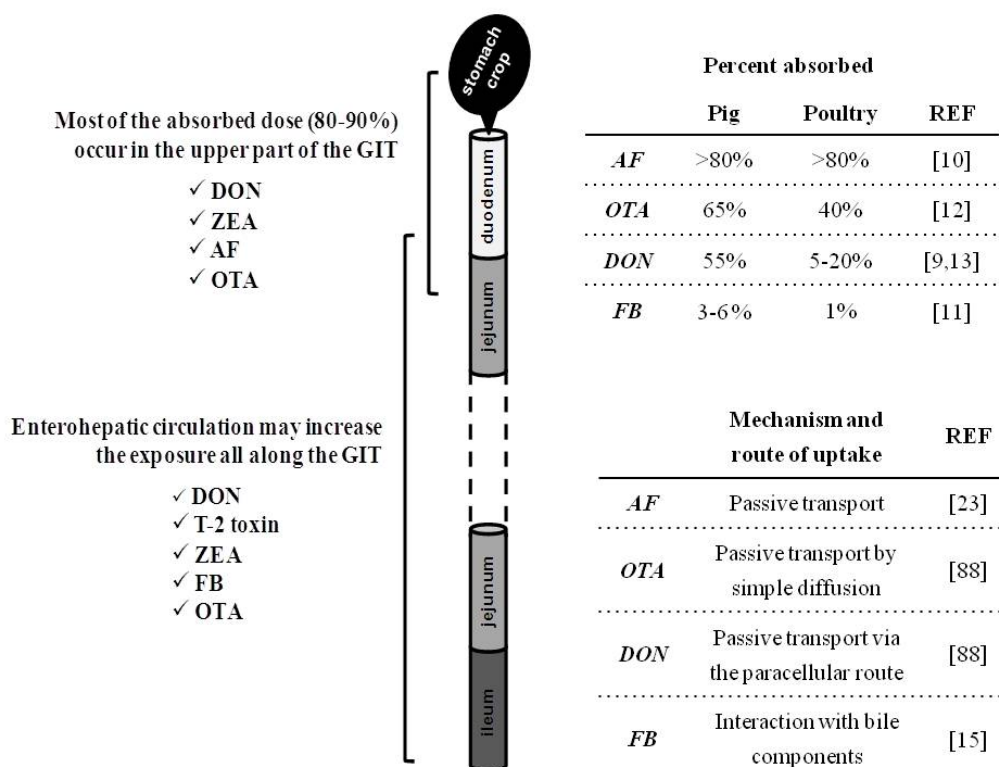 stomach
crop
Most of the absorbed dose (80-90%)
occur in the upper part of the GIT
✓ DON
✓ ZEA
✓ AF
✓ OTA
duodenum
jejunum
Enterohepatic circulation may increase
the exposure all along the GIT
✓ DON
✓ T-2 toxin
✓ ZEA
✓ FB
✓ OTA
jejunum
ileum
Percent absorbed
Pig Poultry REF
AF >80% >80% [10]
OTA 65% 40% [12]
DON 55% 5-20% [9,13]
FB 3-6% 1% [11]
Mechanism and
route of uptake REF
AF Passive transport [23]
OTA Passive transport by
simple diffusion [88]
DON Passive transport via
the paracellular route [88]
FB Interaction with bile
components [15]